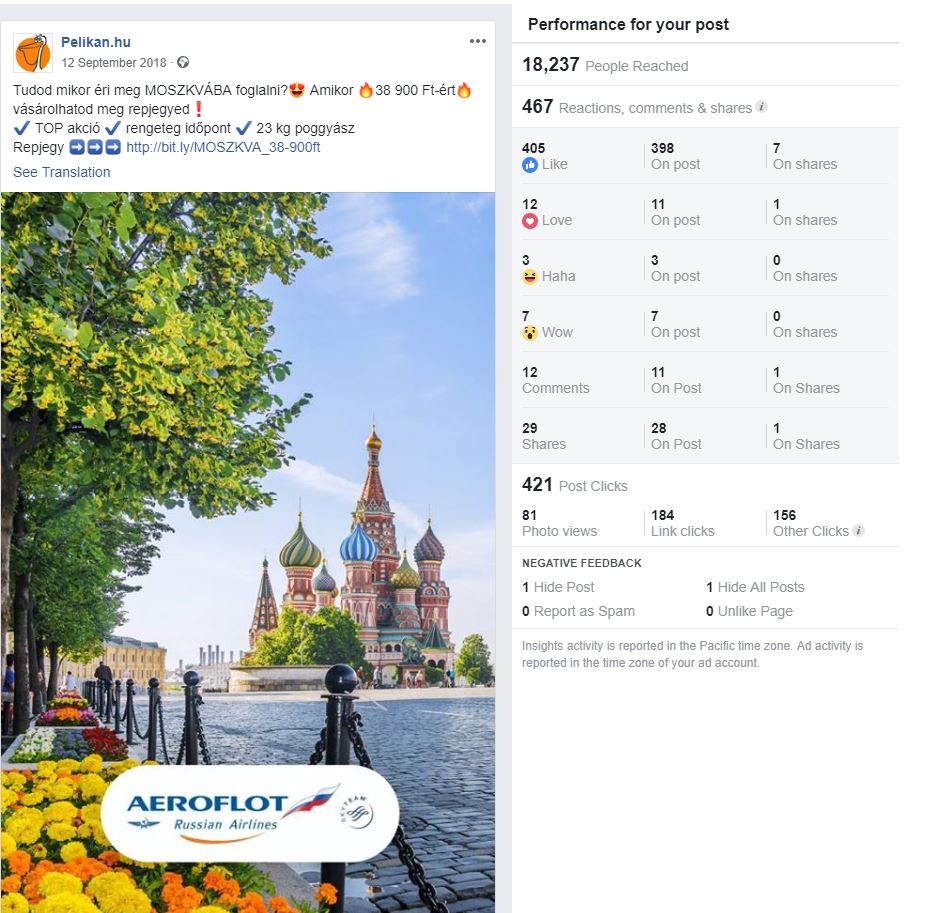 Pelikan.hu
12 September 2018 ·
Tudod mikor éri meg MOSZKVÁBA foglalni?😍 Amikor 🔥38 900 Ft-ért🔥
vásárolhatod meg repjegyed❗
✔ TOP akció ✔ rengeteg időpont ✔ 23 kg poggyász
Repjegy ➡➡➡ http://bit.ly/MOSZKVA_38-900ft
See Translation
AEROFLOT
Russian Airlines
SKYTEAM
Performance for your post
18,237 People Reached
467 Reactions, comments & shares
405 Like
398 On post
7 On shares
12 Love
11 On post
1 On shares
3 Haha
3 On post
0 On shares
7 Wow
7 On post
0 On shares
12 Comments
11 On Post
1 On Shares
29 Shares
28 On Post
1 On Shares
421 Post Clicks
81 Photo views
184 Link clicks
156 Other Clicks
NEGATIVE FEEDBACK
1 Hide Post
1 Hide All Posts
0 Report as Spam
0 Unlike Page
Insights activity is reported in the Pacific time zone. Ad activity is
reported in the time zone of your ad account.